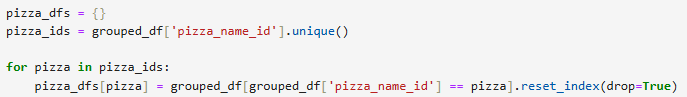 pizza_dfs = {}
pizza_ids = grouped_df['pizza_name_id'].unique()
for pizza in pizza_ids:
    pizza_dfs[pizza] = grouped_df[grouped_df['pizza_name_id'] == pizza].reset_index(drop=True)